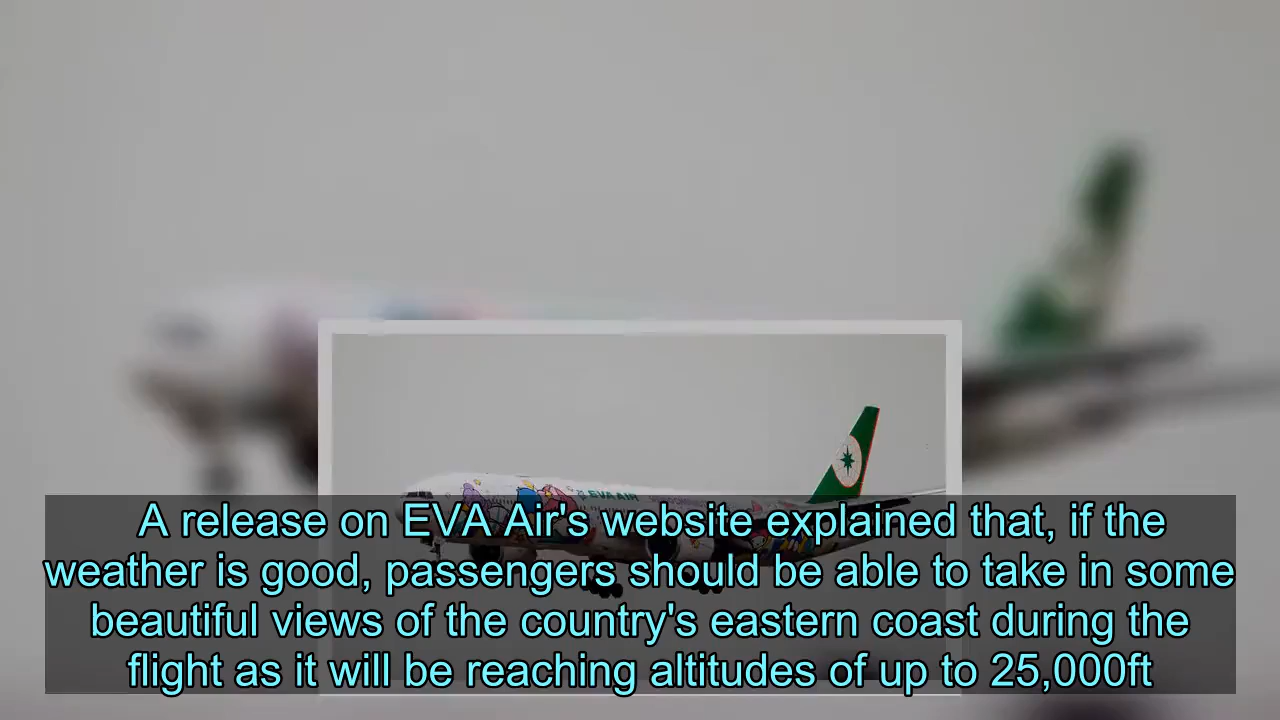 EVA AIR
A release on EVA Air's website explained that, if the
weather is good, passengers should be able to take in some
beautiful views of the country's eastern coast during the
flight as it will be reaching altitudes of up to 25,000ft